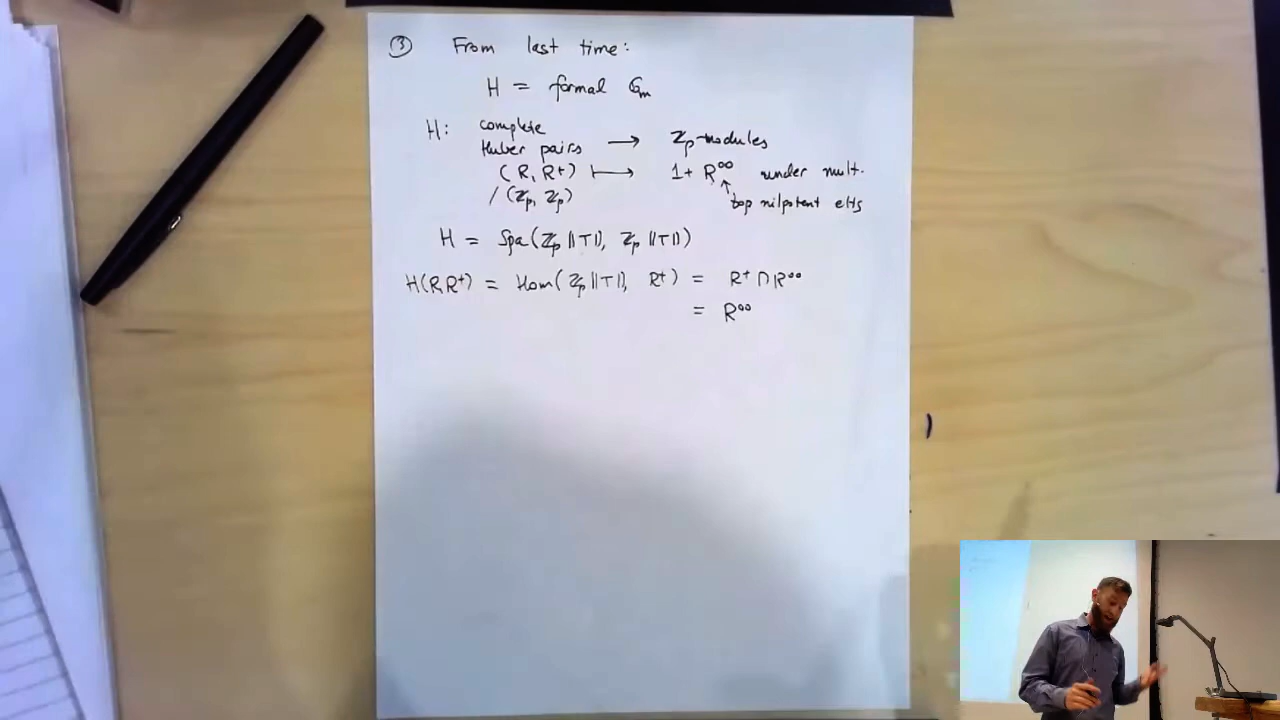 ③ From last time:
H = formal 𝔾m
H: complete Huber pairs → ℤp-modules
(R, R⁺) ↦ 1 + R°° under mult.
/ (ℤp, ℤp) top nilpotent elts
H = Spa(ℤp[[T]], ℤp[[T]])
H(R,R⁺) = Hom(ℤp[[T]], R⁺) = R⁺ ∩ R°°
= R°°